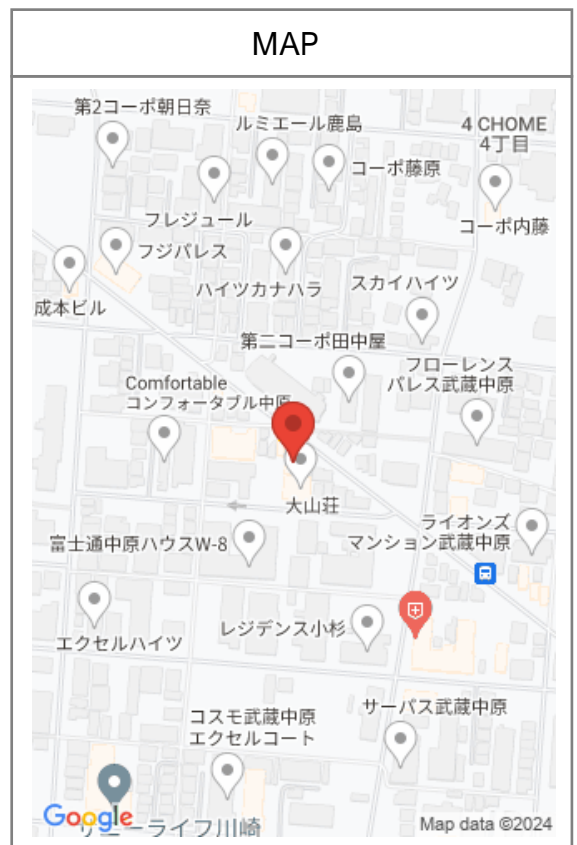 MAP
第2コーポ朝日奈
ルミエール鹿島
4 CHOME
4丁目
コーポ藤原
フレジュール
コーポ内藤
フジパレス
ハイツカナハラ
スカイハイツ
成本ビル
第二コーポ田中屋
フローレンス
パレス武蔵中原
Comfortable
コンフォータブル中原
大山荘
ライオンズ
マンション武蔵中原
富士通中原ハウスW-8
レジデンス小杉
エクセルハイツ
サーパス武蔵中原
コスモ武蔵中原
エクセルコート
Google
ーライフ川崎
Map data ©2024